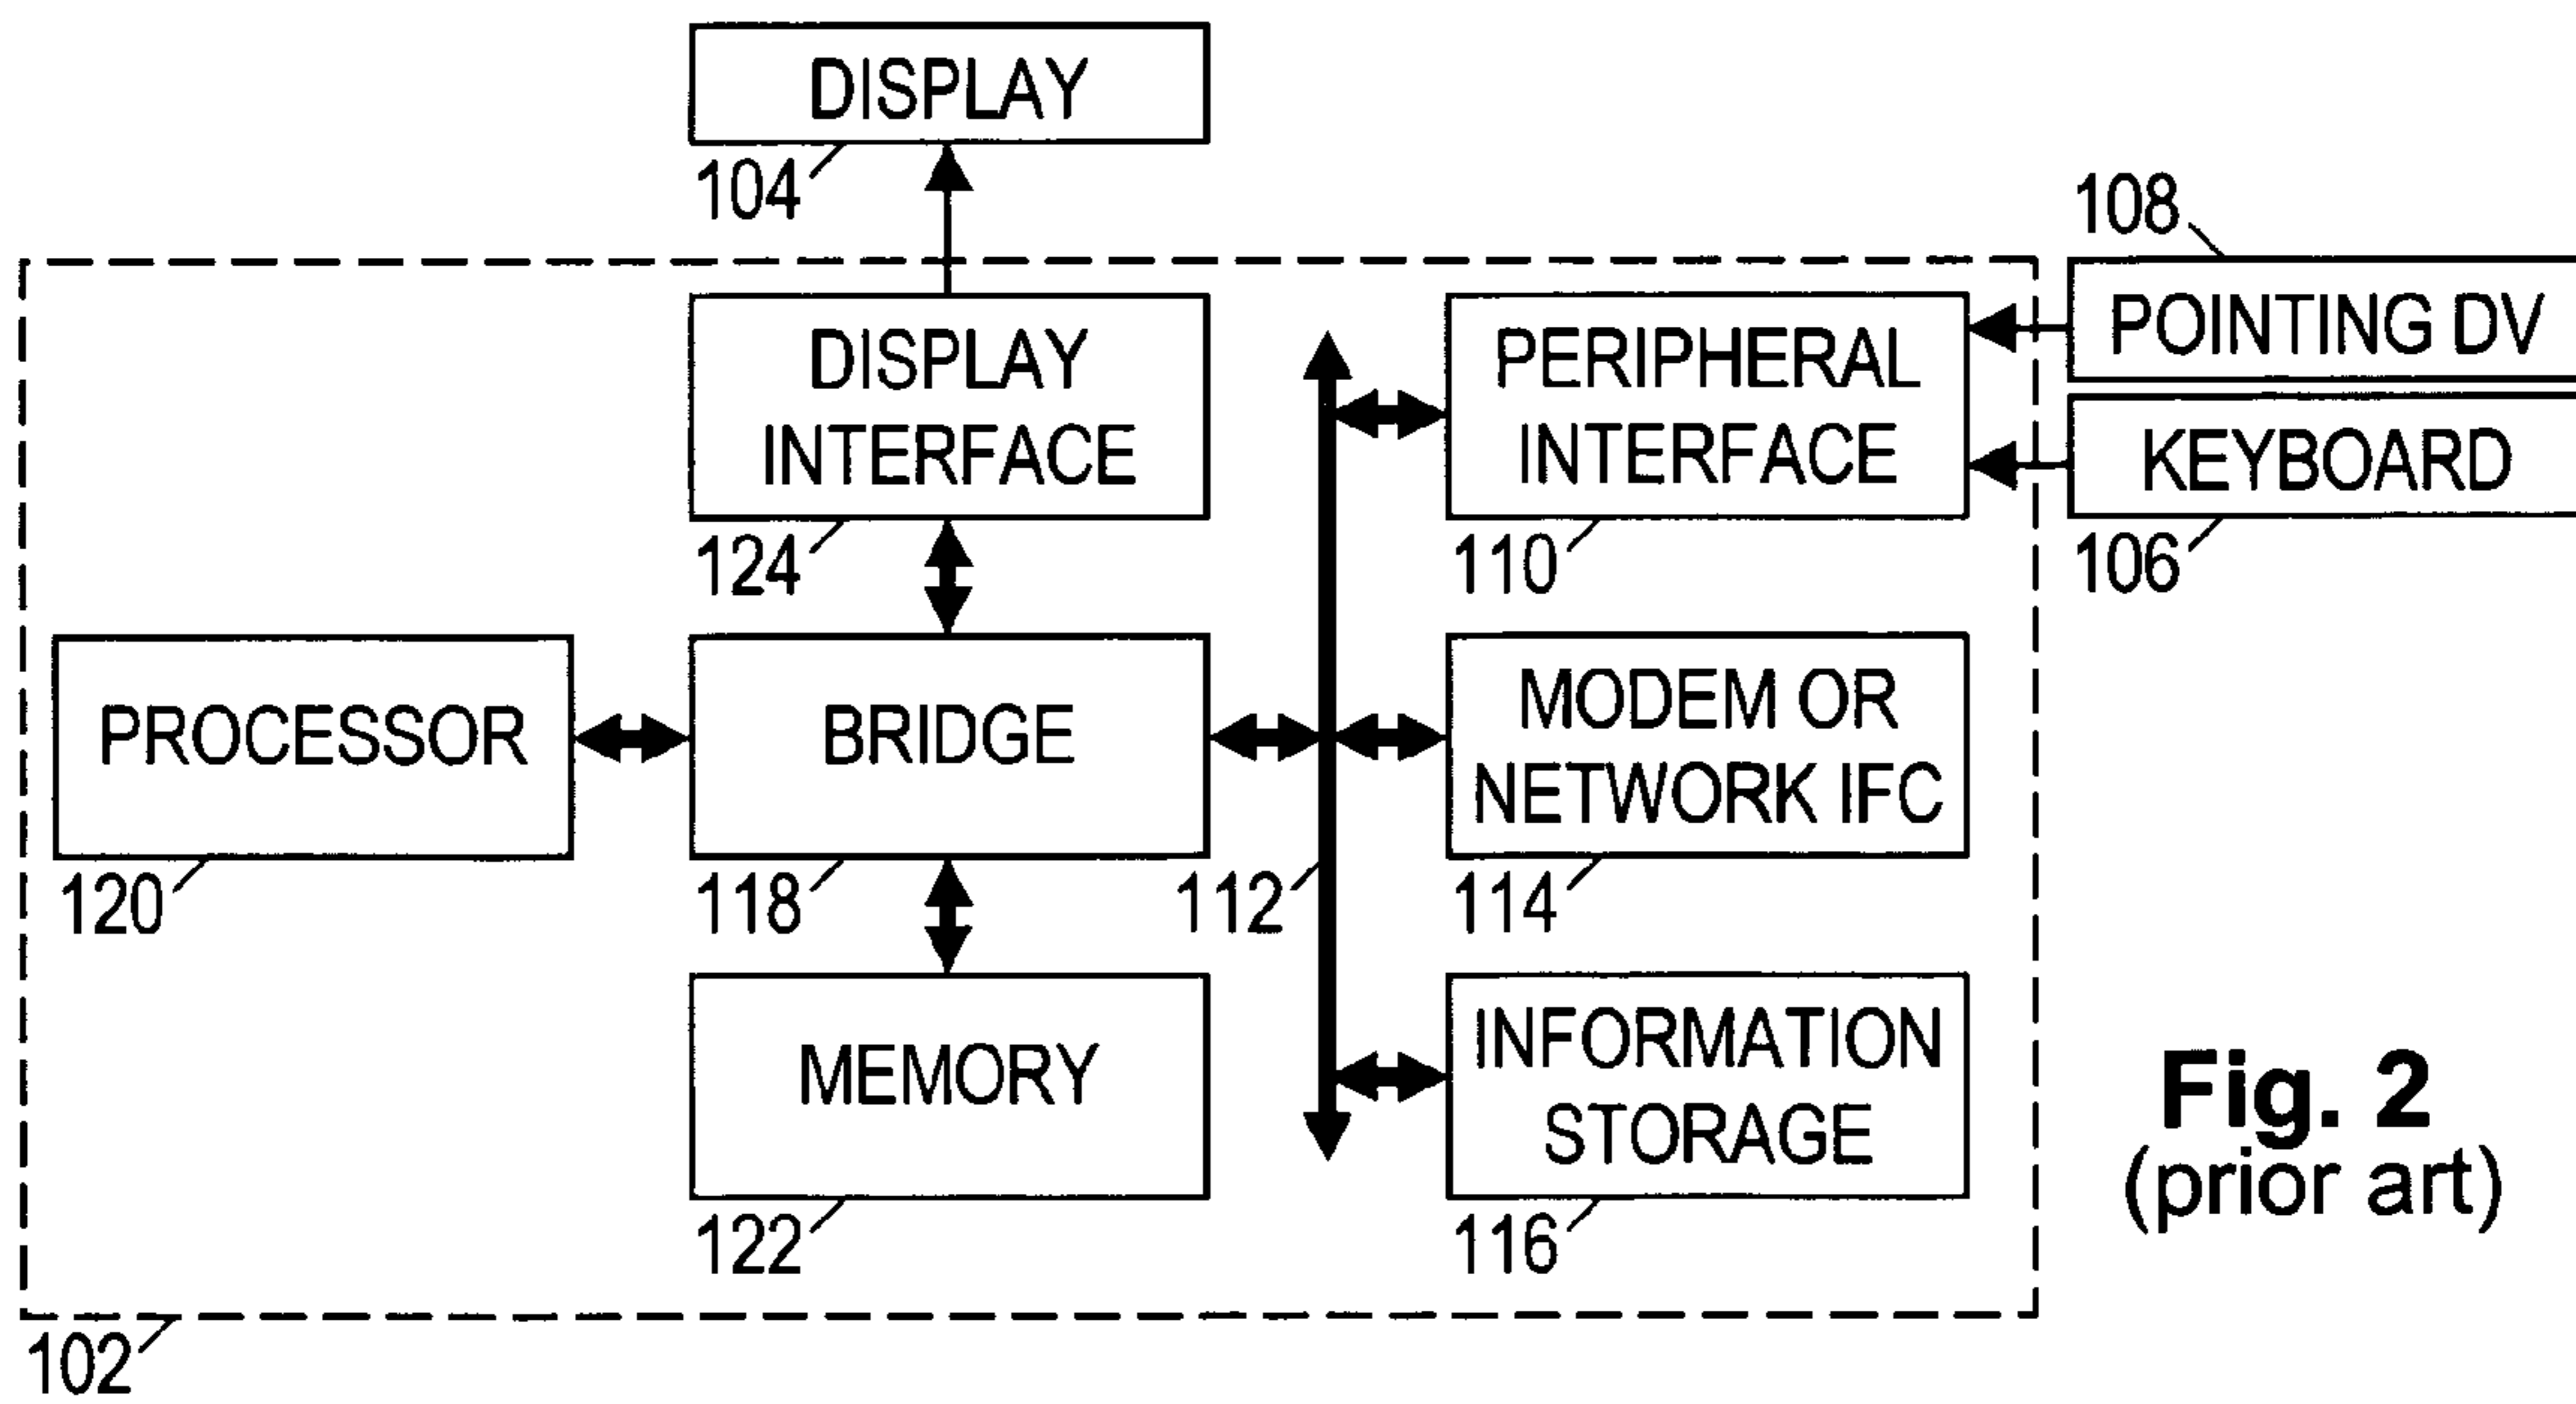 DISPLAY
104
108
POINTING DV
DISPLAY
INTERFACE
124
PERIPHERAL
INTERFACE
110
KEYBOARD
106
PROCESSOR
120
BRIDGE
118
112
MODEM OR
NETWORK IFC
114
MEMORY
122
INFORMATION
STORAGE
116
102
Fig. 2
(prior art)